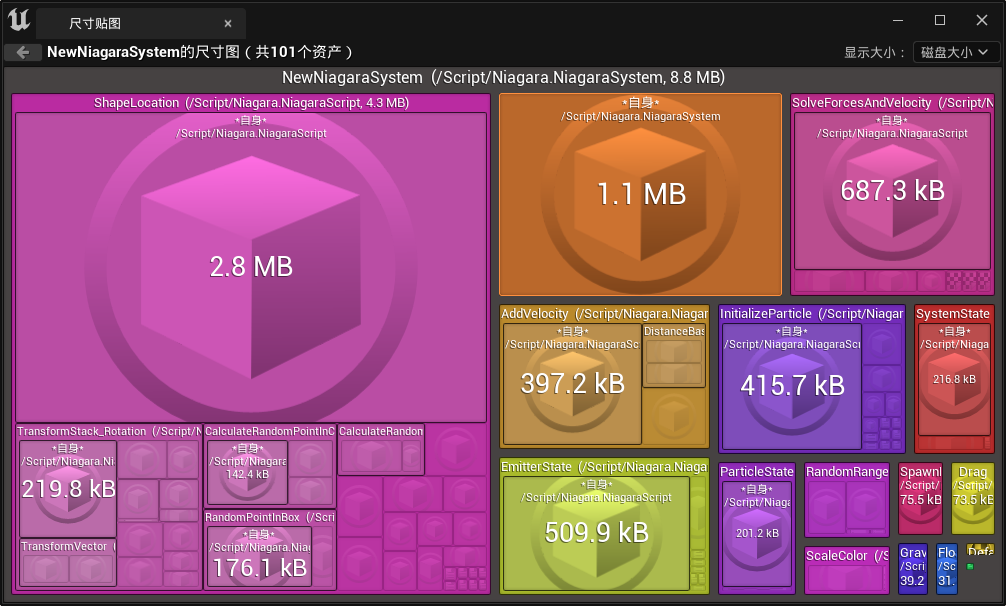 尺寸贴图
NewNiagaraSystem的尺寸图（共101个资产）
显示大小：
磁盘大小
NewNiagaraSystem (/Script/Niagara.NiagaraSystem, 8.8 MB)
ShapeLocation (/Script/Niagara.NiagaraScript, 4.3 MB)
*自身*
/Script/Niagara.NiagaraScript
2.8 MB
*自身*
/Script/Niagara.NiagaraSystem
1.1 MB
SolveForcesAndVelocity (/Script/N
*自身*
/Script/Niagara.NiagaraScript
687.3 kB
AddVelocity (/Script/Niagara.Niagar
*自身*
/Script/Niagara.NiagaraSc
397.2 kB
DistanceBas
InitializeParticle (/Script/Niagar
*自身*
/Script/Niagara.NiagaraScri
415.7 kB
SystemState
*自身*
/Script/Niaga
216.8 kB
TransformStack_Rotation (/Script/N
*自身*
/Script/Niagara.Ni
219.8 kB
TransformVector (
CalculateRandomPointInC
*自身*
/Script/Niagara
142.4 kB
CalculateRandon
RandomPointInBox (/Scri
*自身*
/Script/Niagara.Niag
176.1 kB
EmitterState (/Script/Niagara.Niaga
*自身*
/Script/Niagara.NiagaraScript
509.9 kB
ParticleState
*自身*
/Script/Niaga
201.2 kB
RandomRange
ScaleColor (/S
SpawnI
/Script/
75.5 kB
Drag
/Script/
73.5 kB
Grav
/Scri
39.2
Flo
/Sc
31.